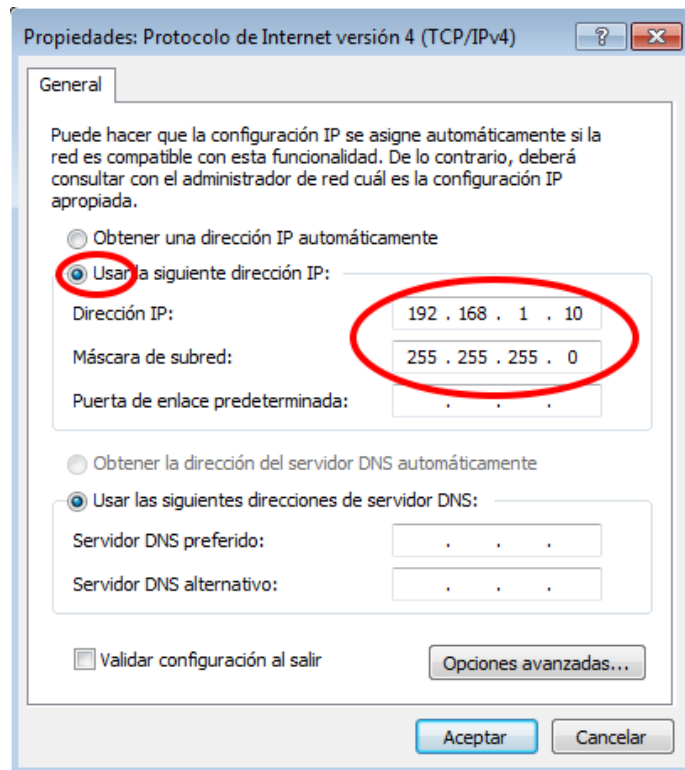 Propiedades: Protocolo de Internet versión 4 (TCP/IPv4)
General
Puede hacer que la configuración IP se asigne automáticamente si la
red es compatible con esta funcionalidad. De lo contrario, deberá
consultar con el administrador de red cuál es la configuración IP
apropiada.
Obtener una dirección IP automáticamente
Usar la siguiente dirección IP:
Dirección IP: 192 . 168 . 1 . 10
Máscara de subred: 255 . 255 . 255 . 0
Puerta de enlace predeterminada: . . .
Obtener la dirección del servidor DNS automáticamente
Usar las siguientes direcciones de servidor DNS:
Servidor DNS preferido: . . .
Servidor DNS alternativo: . . .
Validar configuración al salir
Opciones avanzadas...
Aceptar Cancelar